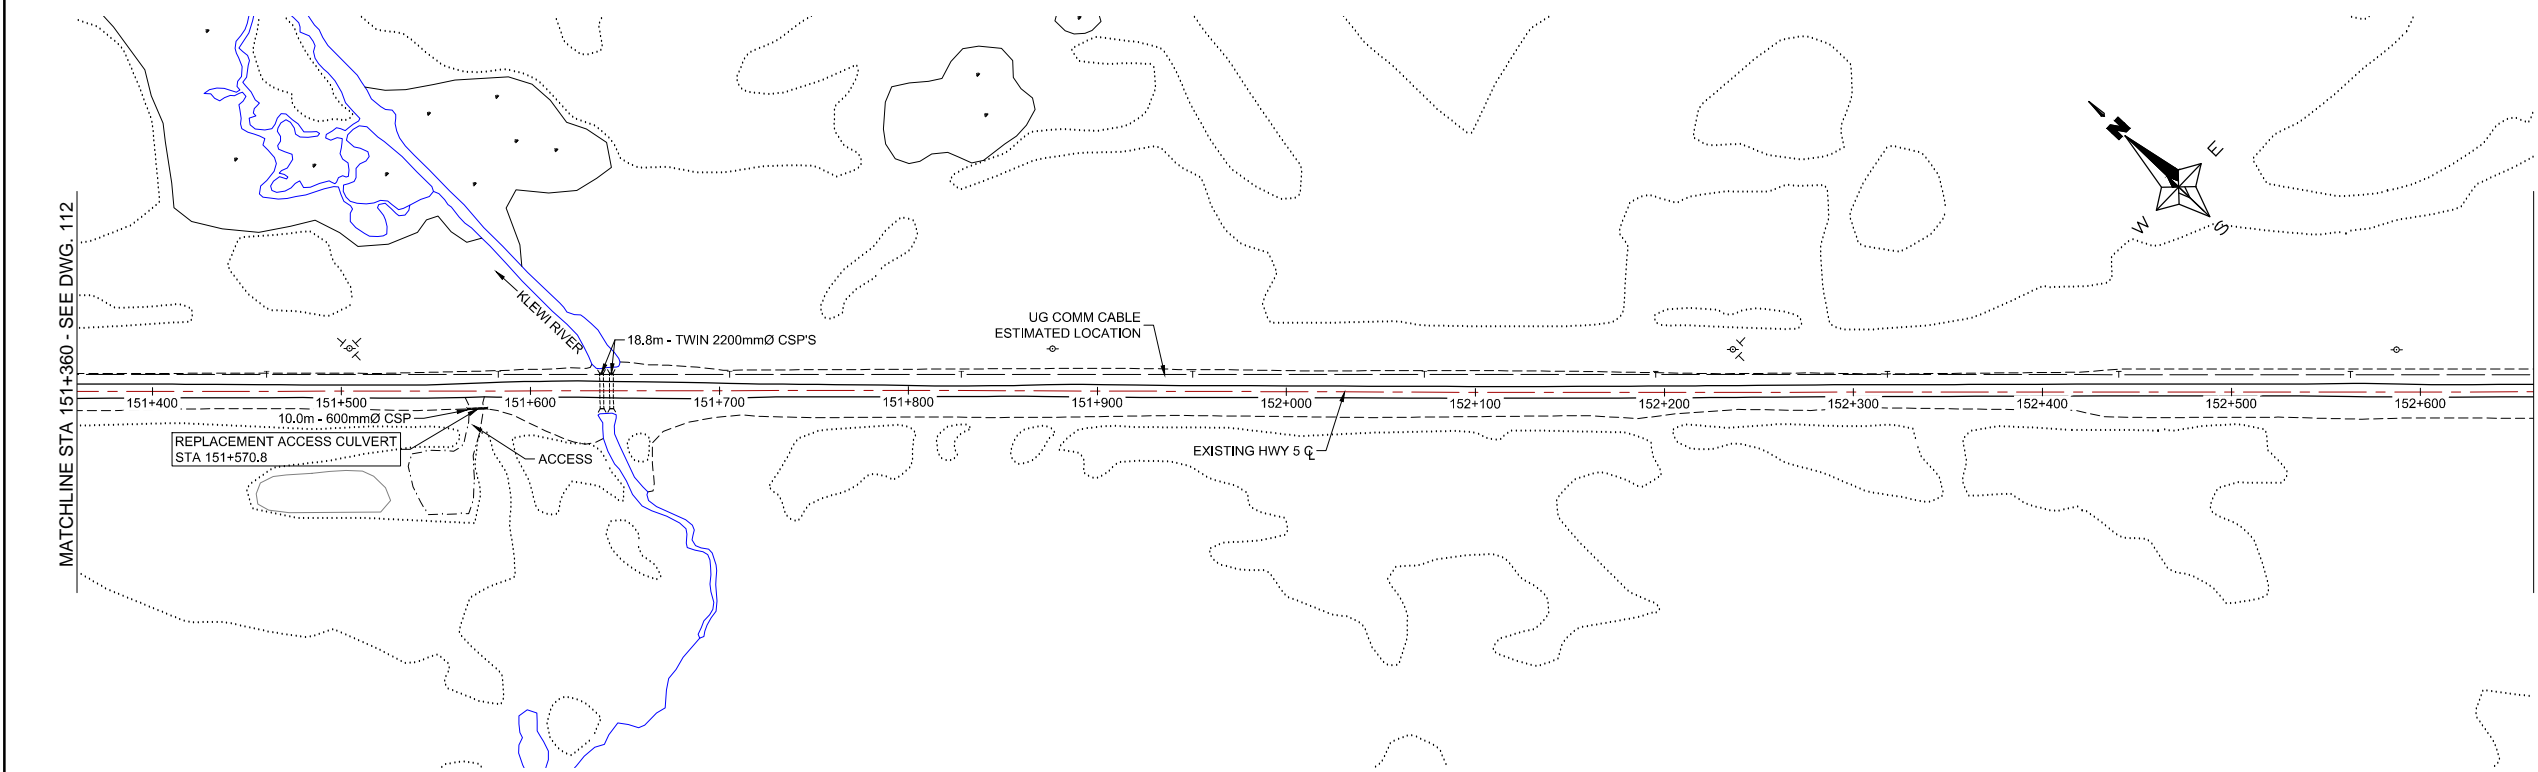 MATCHLINE STA 151+360 - SEE DWG. 112
N
E
W
S
KLEWI RIVER
18.8m - TWIN 2200mmØ CSP'S
UG COMM CABLE
ESTIMATED LOCATION
151+400
151+500
151+600
151+700
151+800
151+900
152+000
152+100
152+200
152+300
152+400
152+500
152+600
10.0m - 600mmØ CSP
REPLACEMENT ACCESS CULVERT
STA 151+570.8
ACCESS
EXISTING HWY 5 ℄
T T T T T T T T T